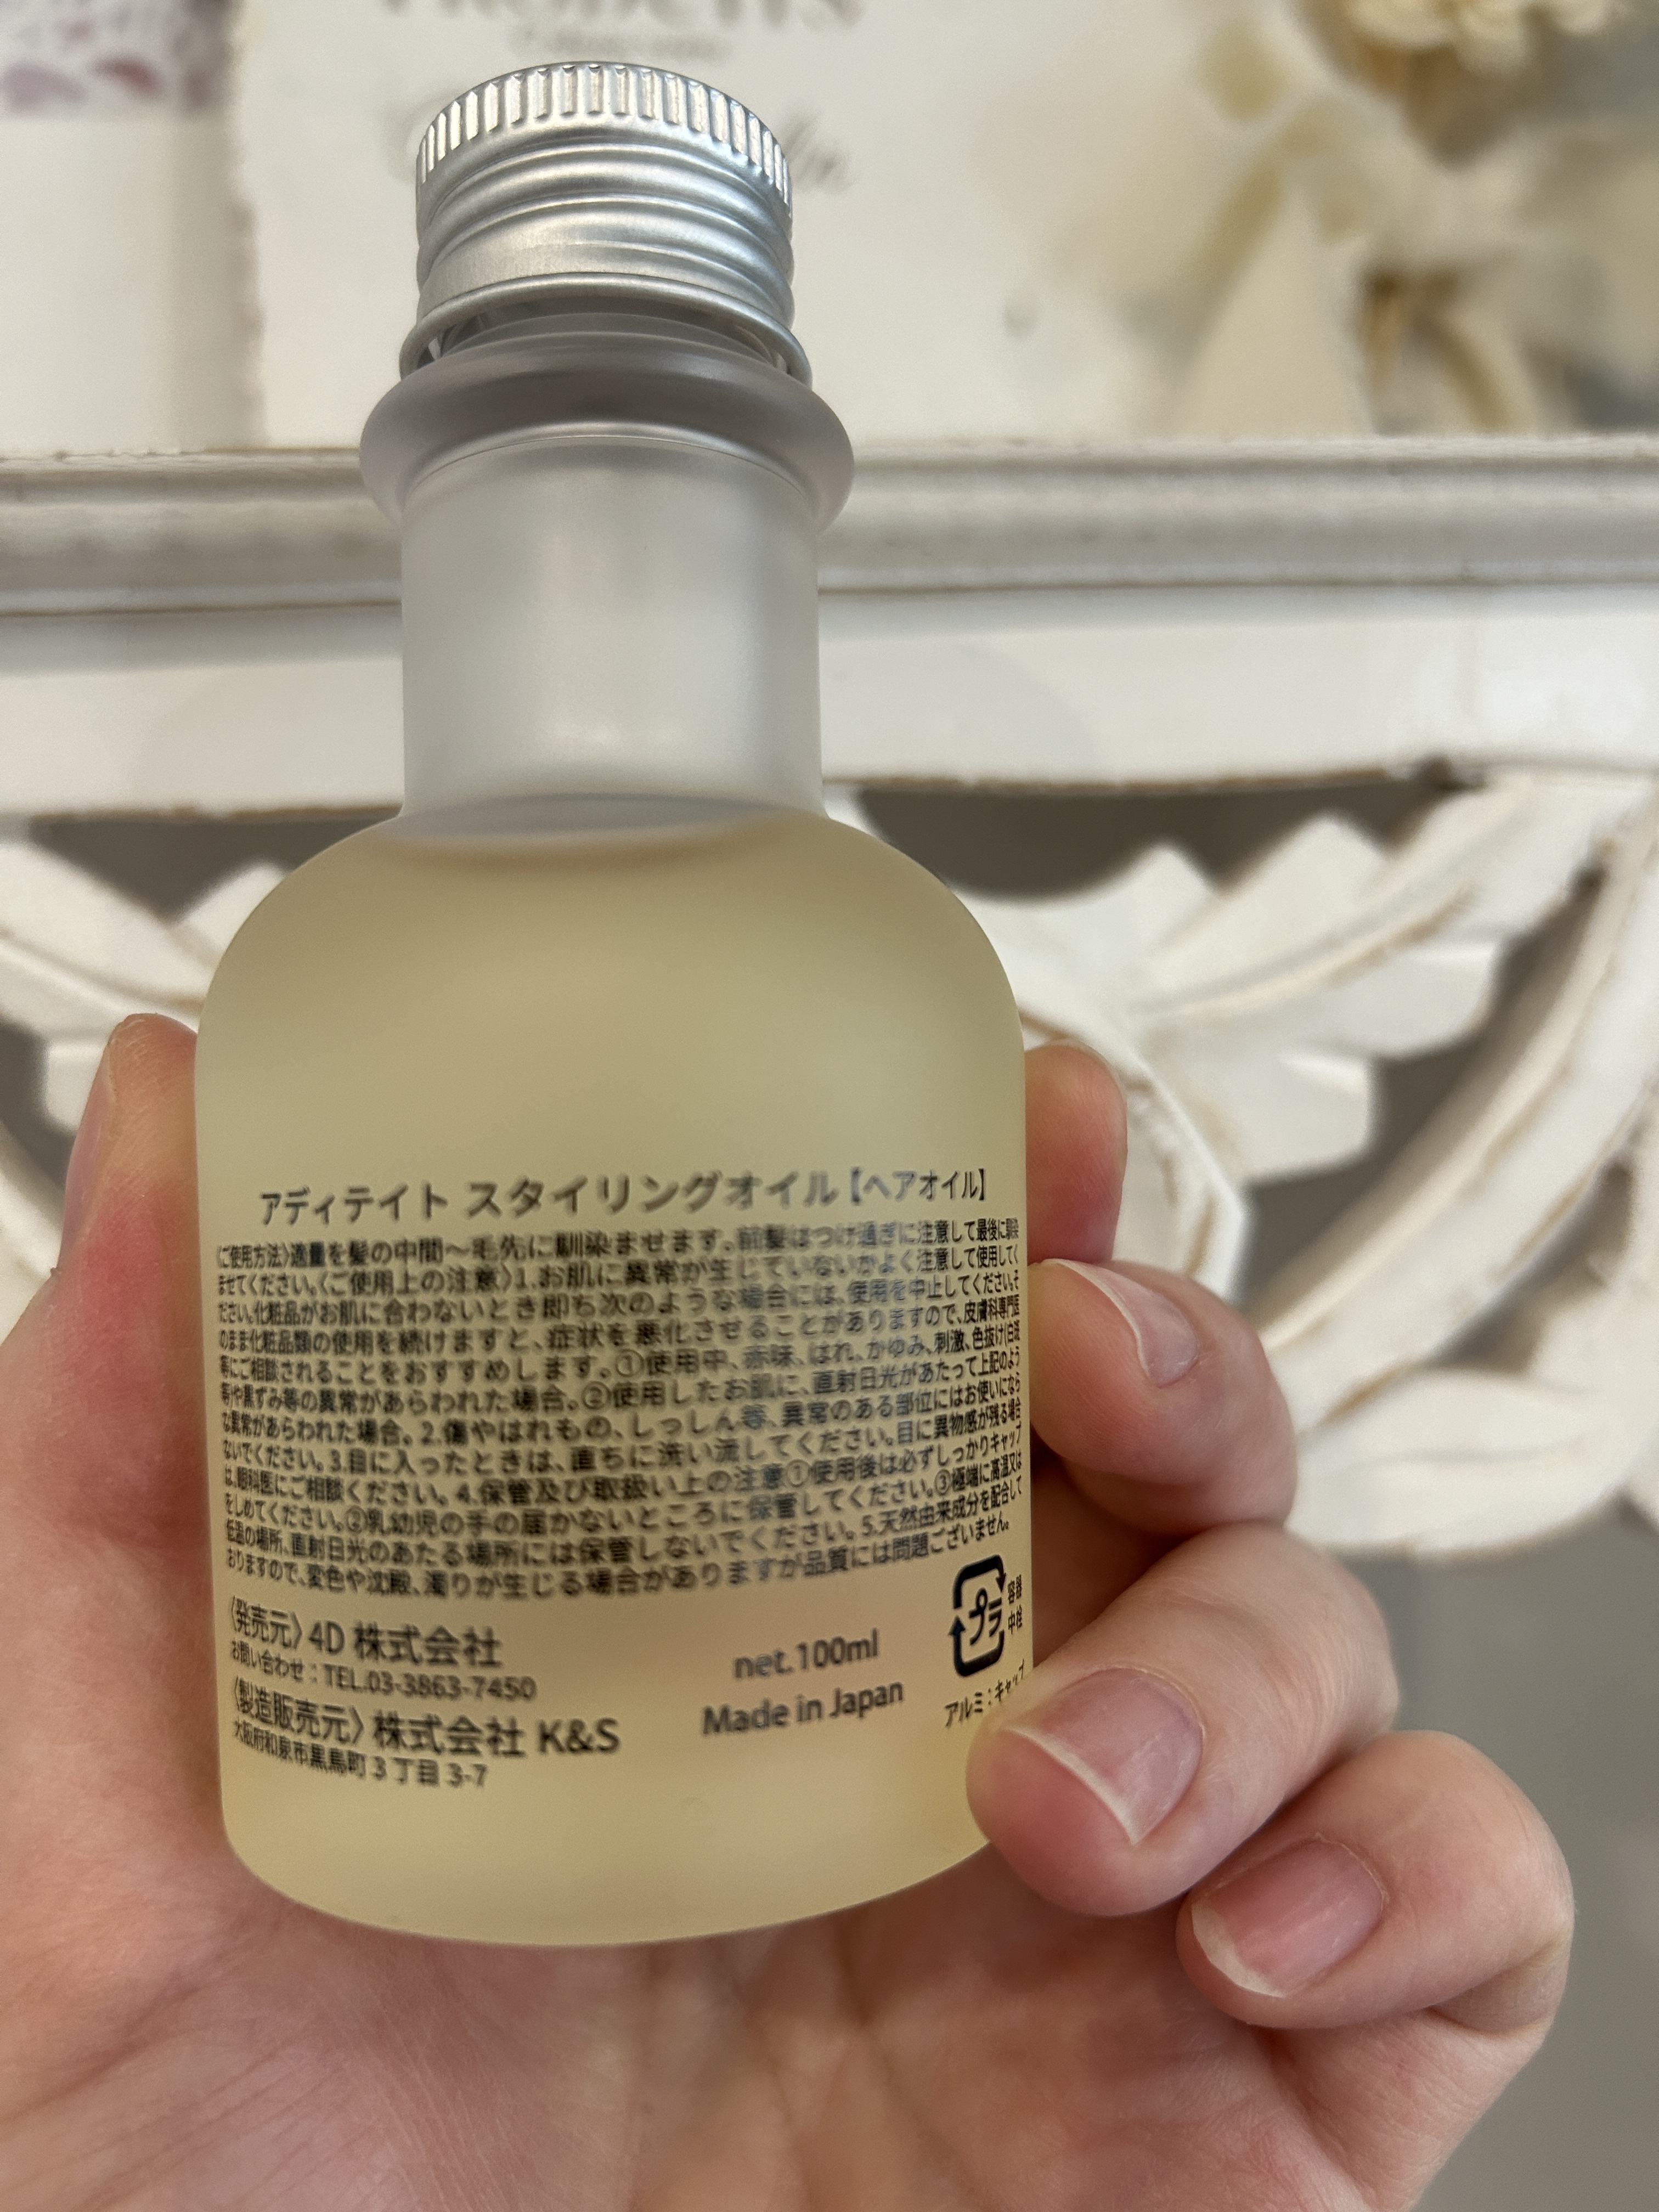 アディテイト スタイリングオイル【ヘアオイル】
〈ご使用方法〉適量を髪の中間～毛先に馴染ませます。前髪はつけ過ぎに注意して最後に馴染
ませてください。〈ご使用上の注意〉1.お肌に異常が生じていないかよく注意して使用してく
ださい。化粧品がお肌に合わないとき即ち次のような場合には、使用を中止してください。そ
のまま化粧品類の使用を続けますと、症状を悪化させることがありますので、皮膚科専門医
等にご相談されることをおすすめします。①使用中、赤味、はれ、かゆみ、刺激、色抜け(白斑
等)や黒ずみ等の異常があらわれた場合。②使用したお肌に、直射日光があたって上記のよう
な異常があらわれた場合。2.傷やはれもの、しっしん等、異常のある部位にはお使いになら
ないでください。3.目に入ったときは、直ちに洗い流してください。目に異物感が残る場合
は、眼科医にご相談ください。4.保管及び取扱い上の注意①使用後は必ずしっかりキャップ
をしめてください。②乳幼児の手の届かないところに保管してください。③極端に高温又は
低温の場所、直射日光のあたる場所には保管しないでください。5.天然由来成分を配合して
おりますので、変色や沈殿、濁りが生じる場合がありますが品質には問題ございません。
〈発売元〉4D 株式会社
お問い合わせ：TEL.03-3863-7450
〈製造販売元〉株式会社 K&S
大阪府和泉市黒鳥町 3 丁目 3-7
net.100ml
Made in Japan
プラ
容器
中栓
アルミ：キャップ